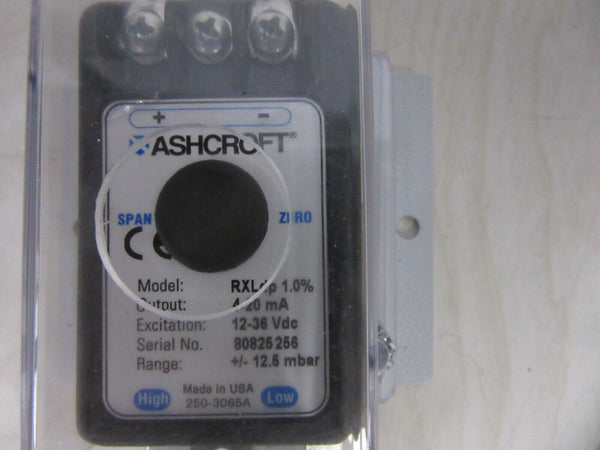 + -
ASHCROFT®
SPAN ZERO
CE
Model: RXLdp 1.0%
Output: 4-20 mA
Excitation: 12-36 Vdc
Serial No. 80825256
Range: +/- 12.5 mbar
High Made in USA Low
250-3065A